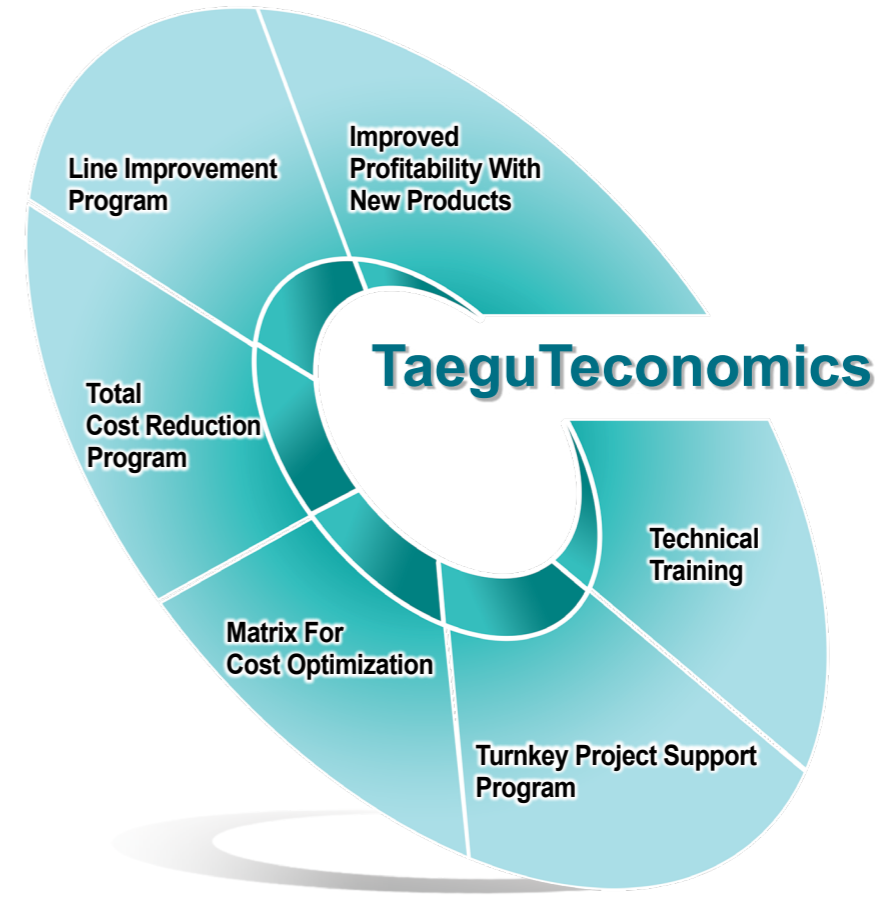 Improved
Profitability With
New Products
Line Improvement
Program
TaeguTeconomics
Total
Cost Reduction
Program
Technical
Training
Matrix For
Cost Optimization
Turnkey Project Support
Program